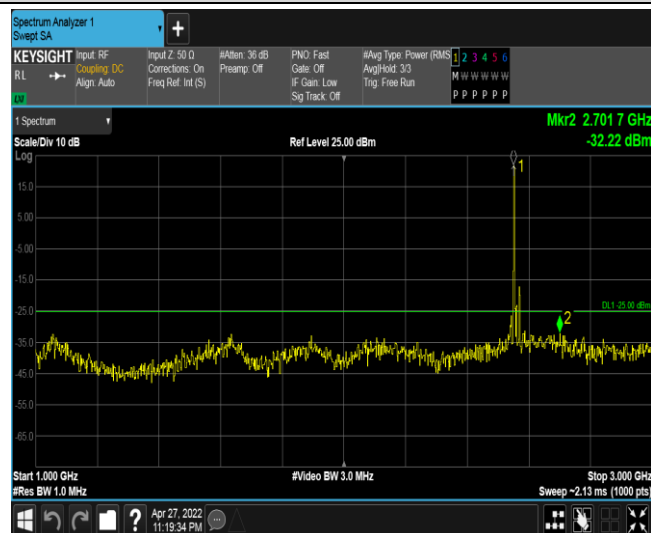 Spectrum Analyzer 1
Swept SA
+
KEYSIGHT
RL
Input: RF
Coupling: DC
Align: Auto
Input Z: 50 Ω
Corrections: On
Freq Ref: Int (S)
#Atten: 36 dB
Preamp: Off
PNO: Fast
Gate: Off
IF Gain: Low
Sig Track: Off
#Avg Type: Power (RMS
Avg|Hold: 3/3
Trig: Free Run
1 2 3 4 5 6
M W W W W W
P P P P P P
1 Spectrum
Mkr2 2.701 7 GHz
Scale/Div 10 dB
Ref Level 25.00 dBm
-32.22 dBm
Log
1
15.0
5.00
-5.00
-15.0
DL1 -25.00 dBm
-25.0
2
-35.0
-45.0
-55.0
-65.0
Start 1.000 GHz
#Video BW 3.0 MHz
Stop 3.000 GHz
#Res BW 1.0 MHz
Sweep ~2.13 ms (1000 pts)
?
Apr 27, 2022
11:19:34 PM